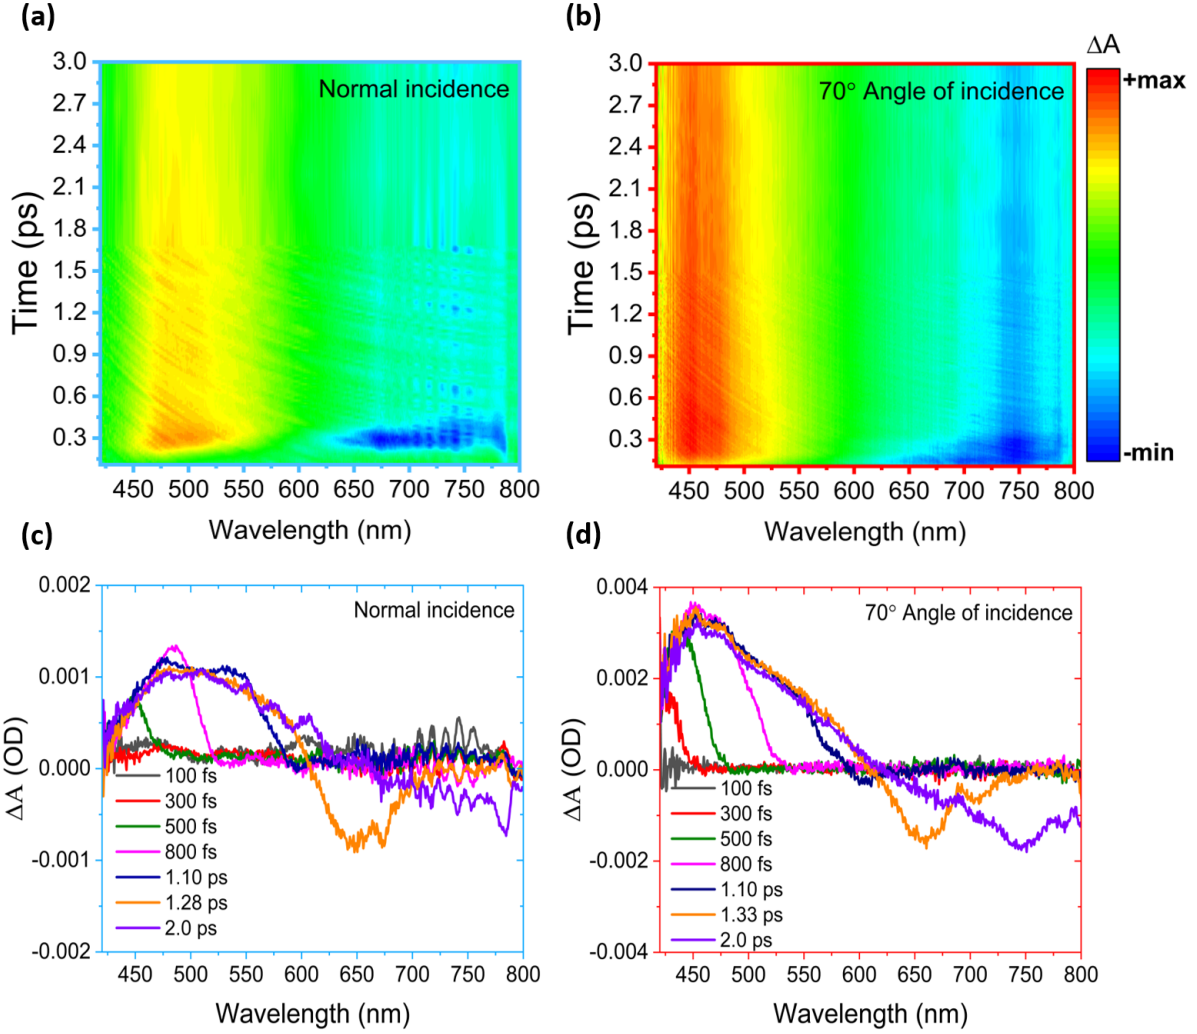 (a)
Normal incidence
3.0
2.7
2.4
2.1
1.8
1.5
1.2
0.9
0.6
0.3
Time (ps)
450 500 550 600 650 700 750 800
Wavelength (nm)
(b)
70° Angle of incidence
3.0
2.7
2.4
2.1
1.8
1.5
1.2
0.9
0.6
0.3
Time (ps)
450 500 550 600 650 700 750 800
Wavelength (nm)
ΔA
+max
-min
(c)
Normal incidence
0.002
0.001
0.000
-0.001
-0.002
ΔA (OD)
100 fs
300 fs
500 fs
800 fs
1.10 ps
1.28 ps
2.0 ps
450 500 550 600 650 700 750 800
Wavelength (nm)
(d)
70° Angle of incidence
0.004
0.002
0.000
-0.002
-0.004
ΔA (OD)
100 fs
300 fs
500 fs
800 fs
1.10 ps
1.33 ps
2.0 ps
450 500 550 600 650 700 750 800
Wavelength (nm)